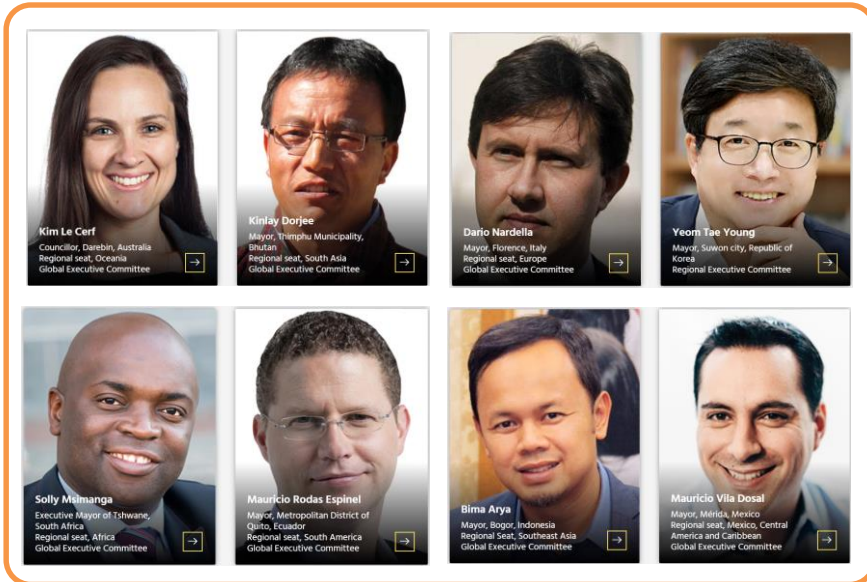 Kim Le Cerf
Councillor, Darebin, Australia
Regional seat, Oceania
Global Executive Committee
Kinlay Dorjee
Mayor, Thimphu Municipality,
Bhutan
Regional seat, South Asia
Global Executive Committee
Dario Nardella
Mayor, Florence, Italy
Regional seat, Europe
Global Executive Committee
Yeom Tae Young
Mayor, Suwon city, Republic of
Korea
Regional Executive Committee
Solly Msimanga
Executive Mayor of Tshwane,
South Africa
Regional seat, Africa
Global Executive Committee
Mauricio Rodas Espinel
Mayor, Metropolitan District of
Quito, Ecuador
Regional seat, South America
Global Executive Committee
Bima Arya
Mayor, Bogor, Indonesia
Regional Seat, Southeast Asia
Global Executive Committee
Mauricio Vila Dosal
Mayor, Mérida, Mexico
Regional seat, Mexico, Central
America and Caribbean
Global Executive Committee